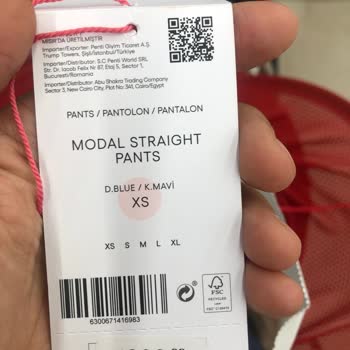 MISIR'DA ÜRETİLMİŞTİR
Importer/Exporter: Penti Giyim Ticaret A.Ş.
Trump Towers, Şişli/İstanbul/Türkiye
Importer/Distributor: S.C Penti World SRL
Str. Dr. Iacob Felix Nr 87, Etaj 5, Sector 1,
Bucuresti/Romania
Importer/Distributor: Abu Shakra Trading Company
Sector 3, New Cairo City, Plot No: 341, Cairo/Egypt
PANTS / PANTOLON / PANTALON
MODAL STRAIGHT
PANTS
D.BLUE / K.MAVİ
XS
XS S M L XL
6300671416983
FSC
RECYCLED